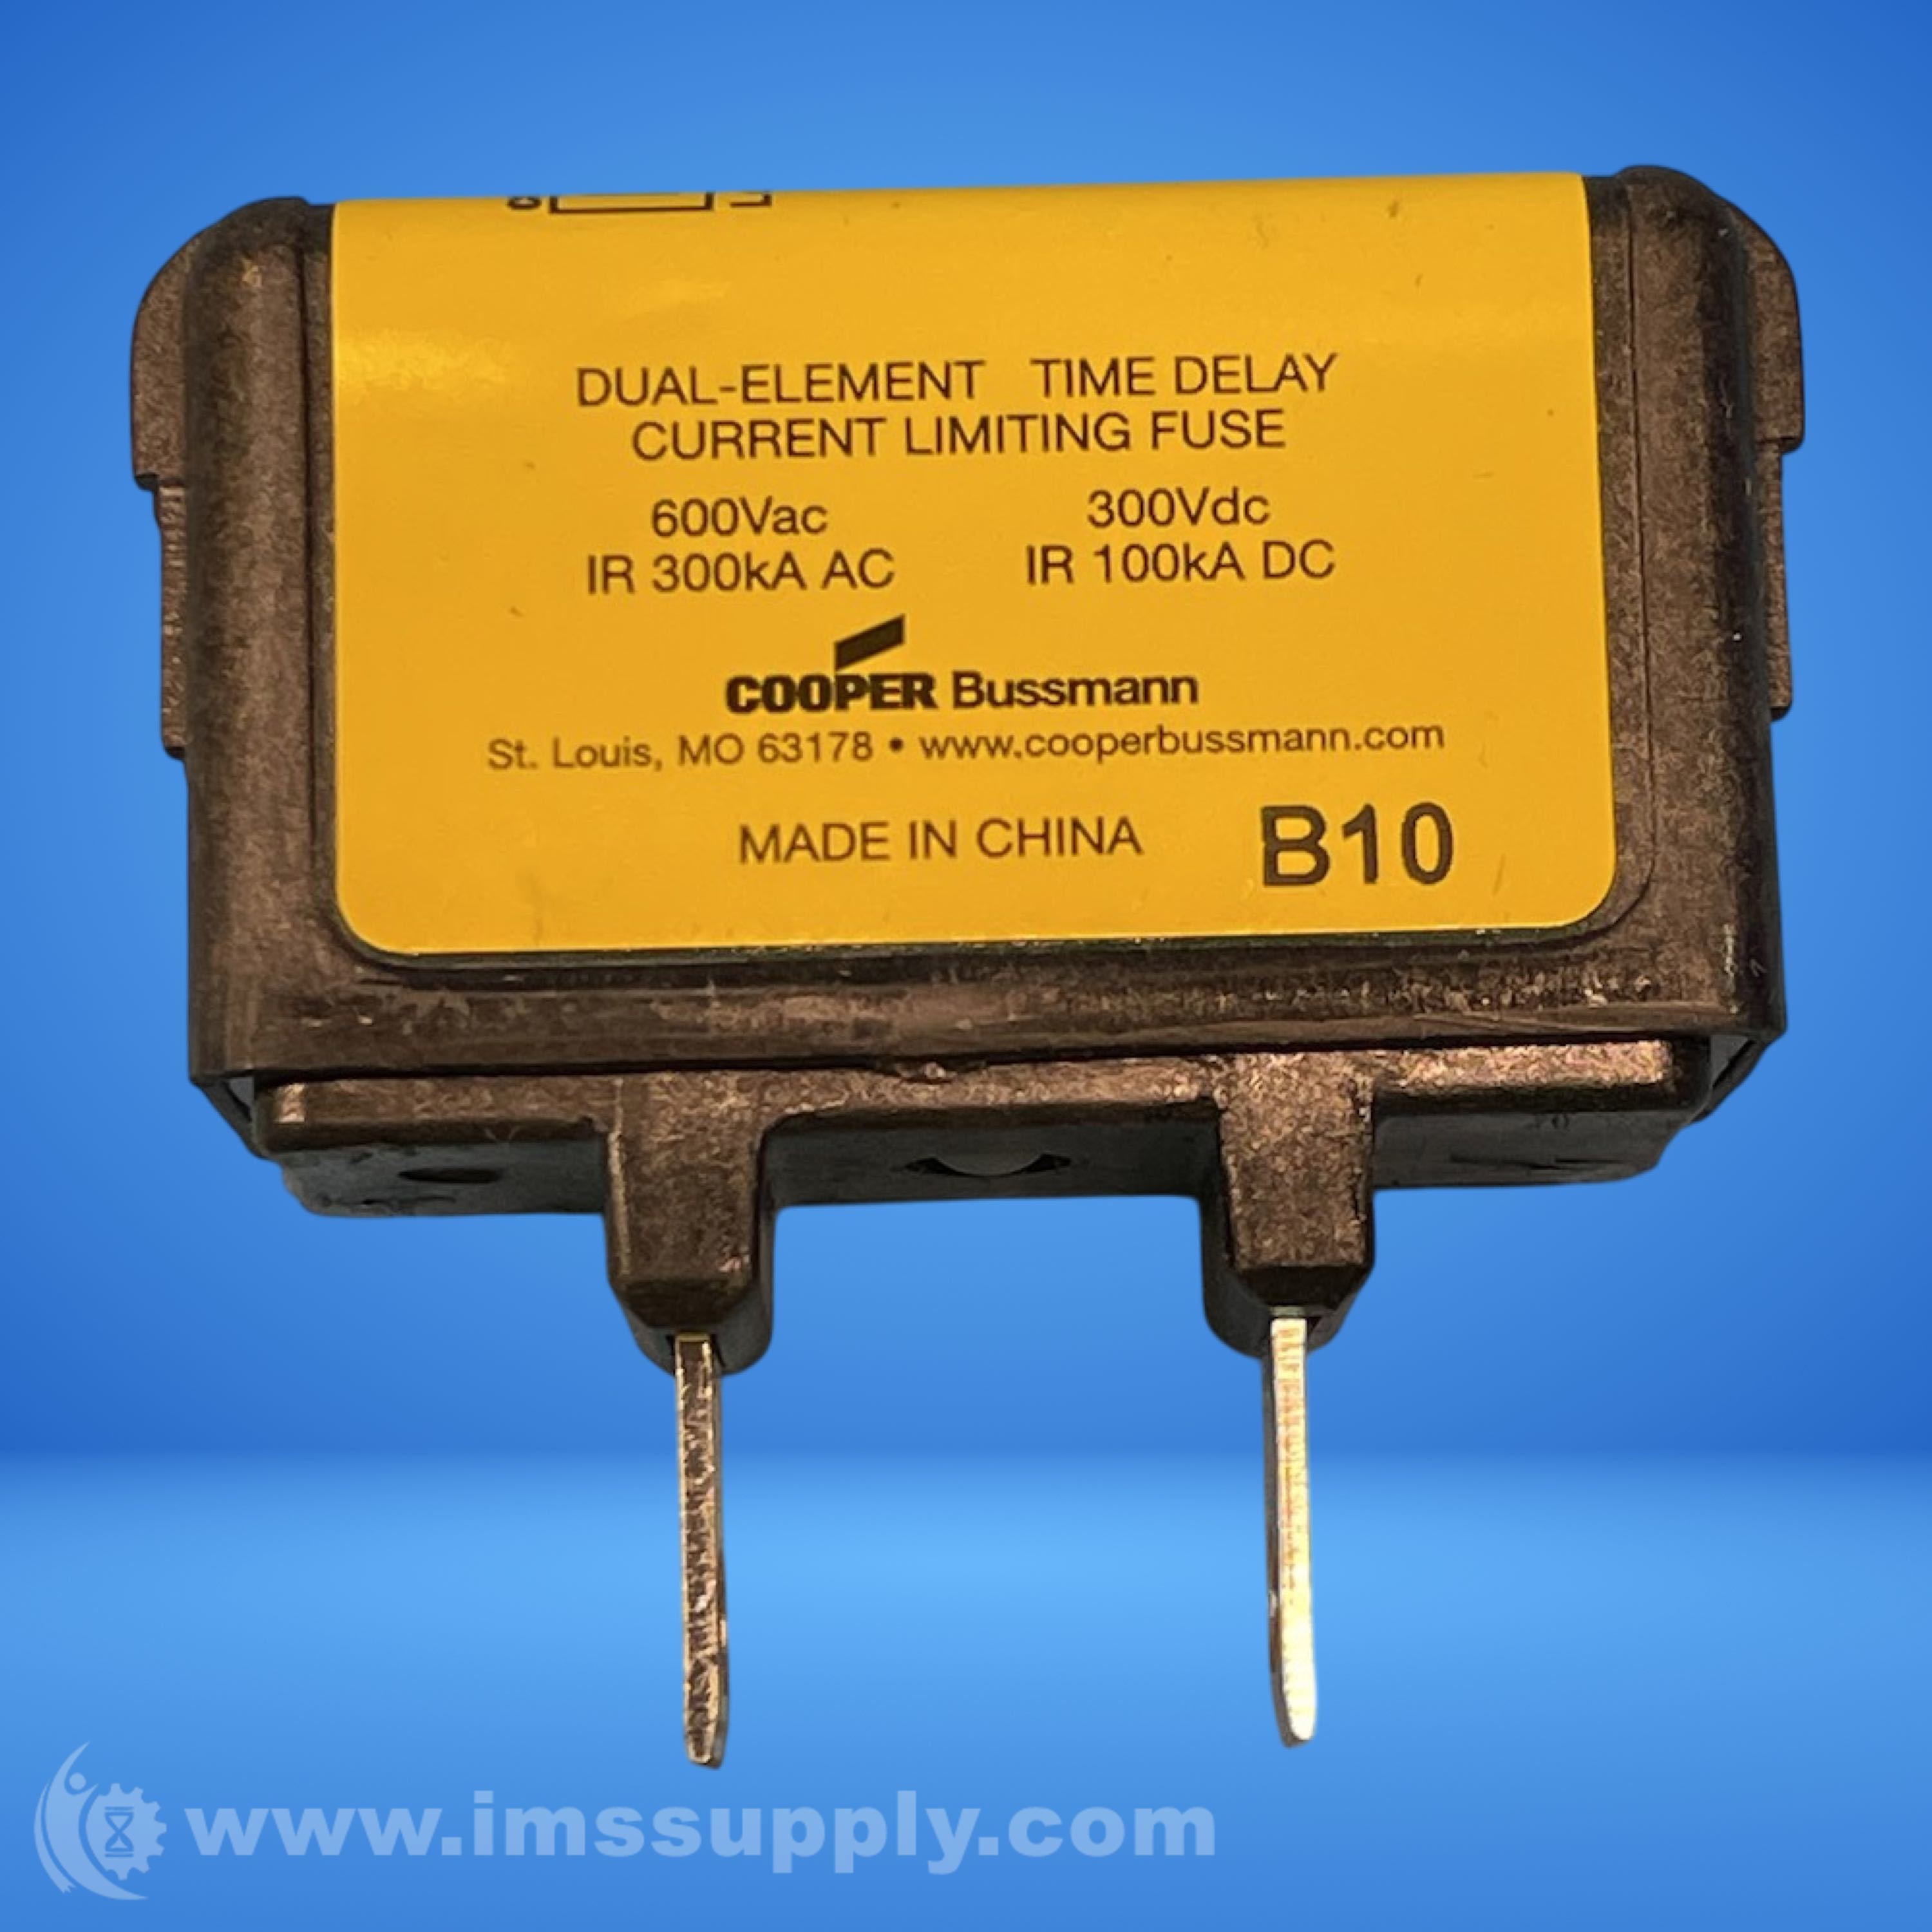 DUAL-ELEMENT TIME DELAY
CURRENT LIMITING FUSE
600Vac 300Vdc
IR 300kA AC IR 100kA DC
COOPER Bussmann
St. Louis, MO 63178 • www.cooperbussmann.com
MADE IN CHINA B10
www.imssupply.com